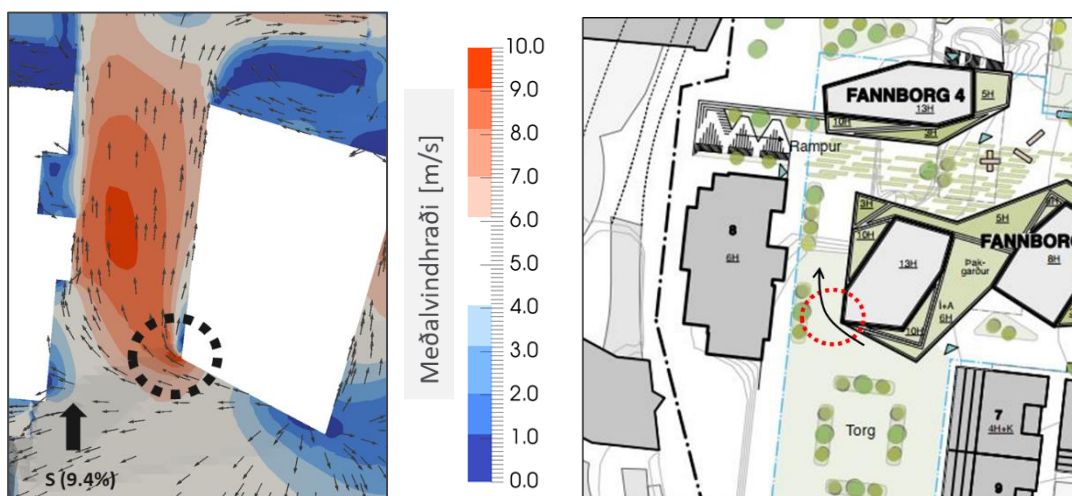 S (9.4%)
Meðalvindhraði [m/s]
10.0
9.0
8.0
7.0
6.0
5.0
4.0
3.0
2.0
1.0
0.0
FANNBORG 4
13H
5H
10H
3H
Rampur
8
6H
3H
10H
5H
FANNBORG
13H
8H
Þak-
garður
I+A
6H
10H
Torg
7
4H+K
9